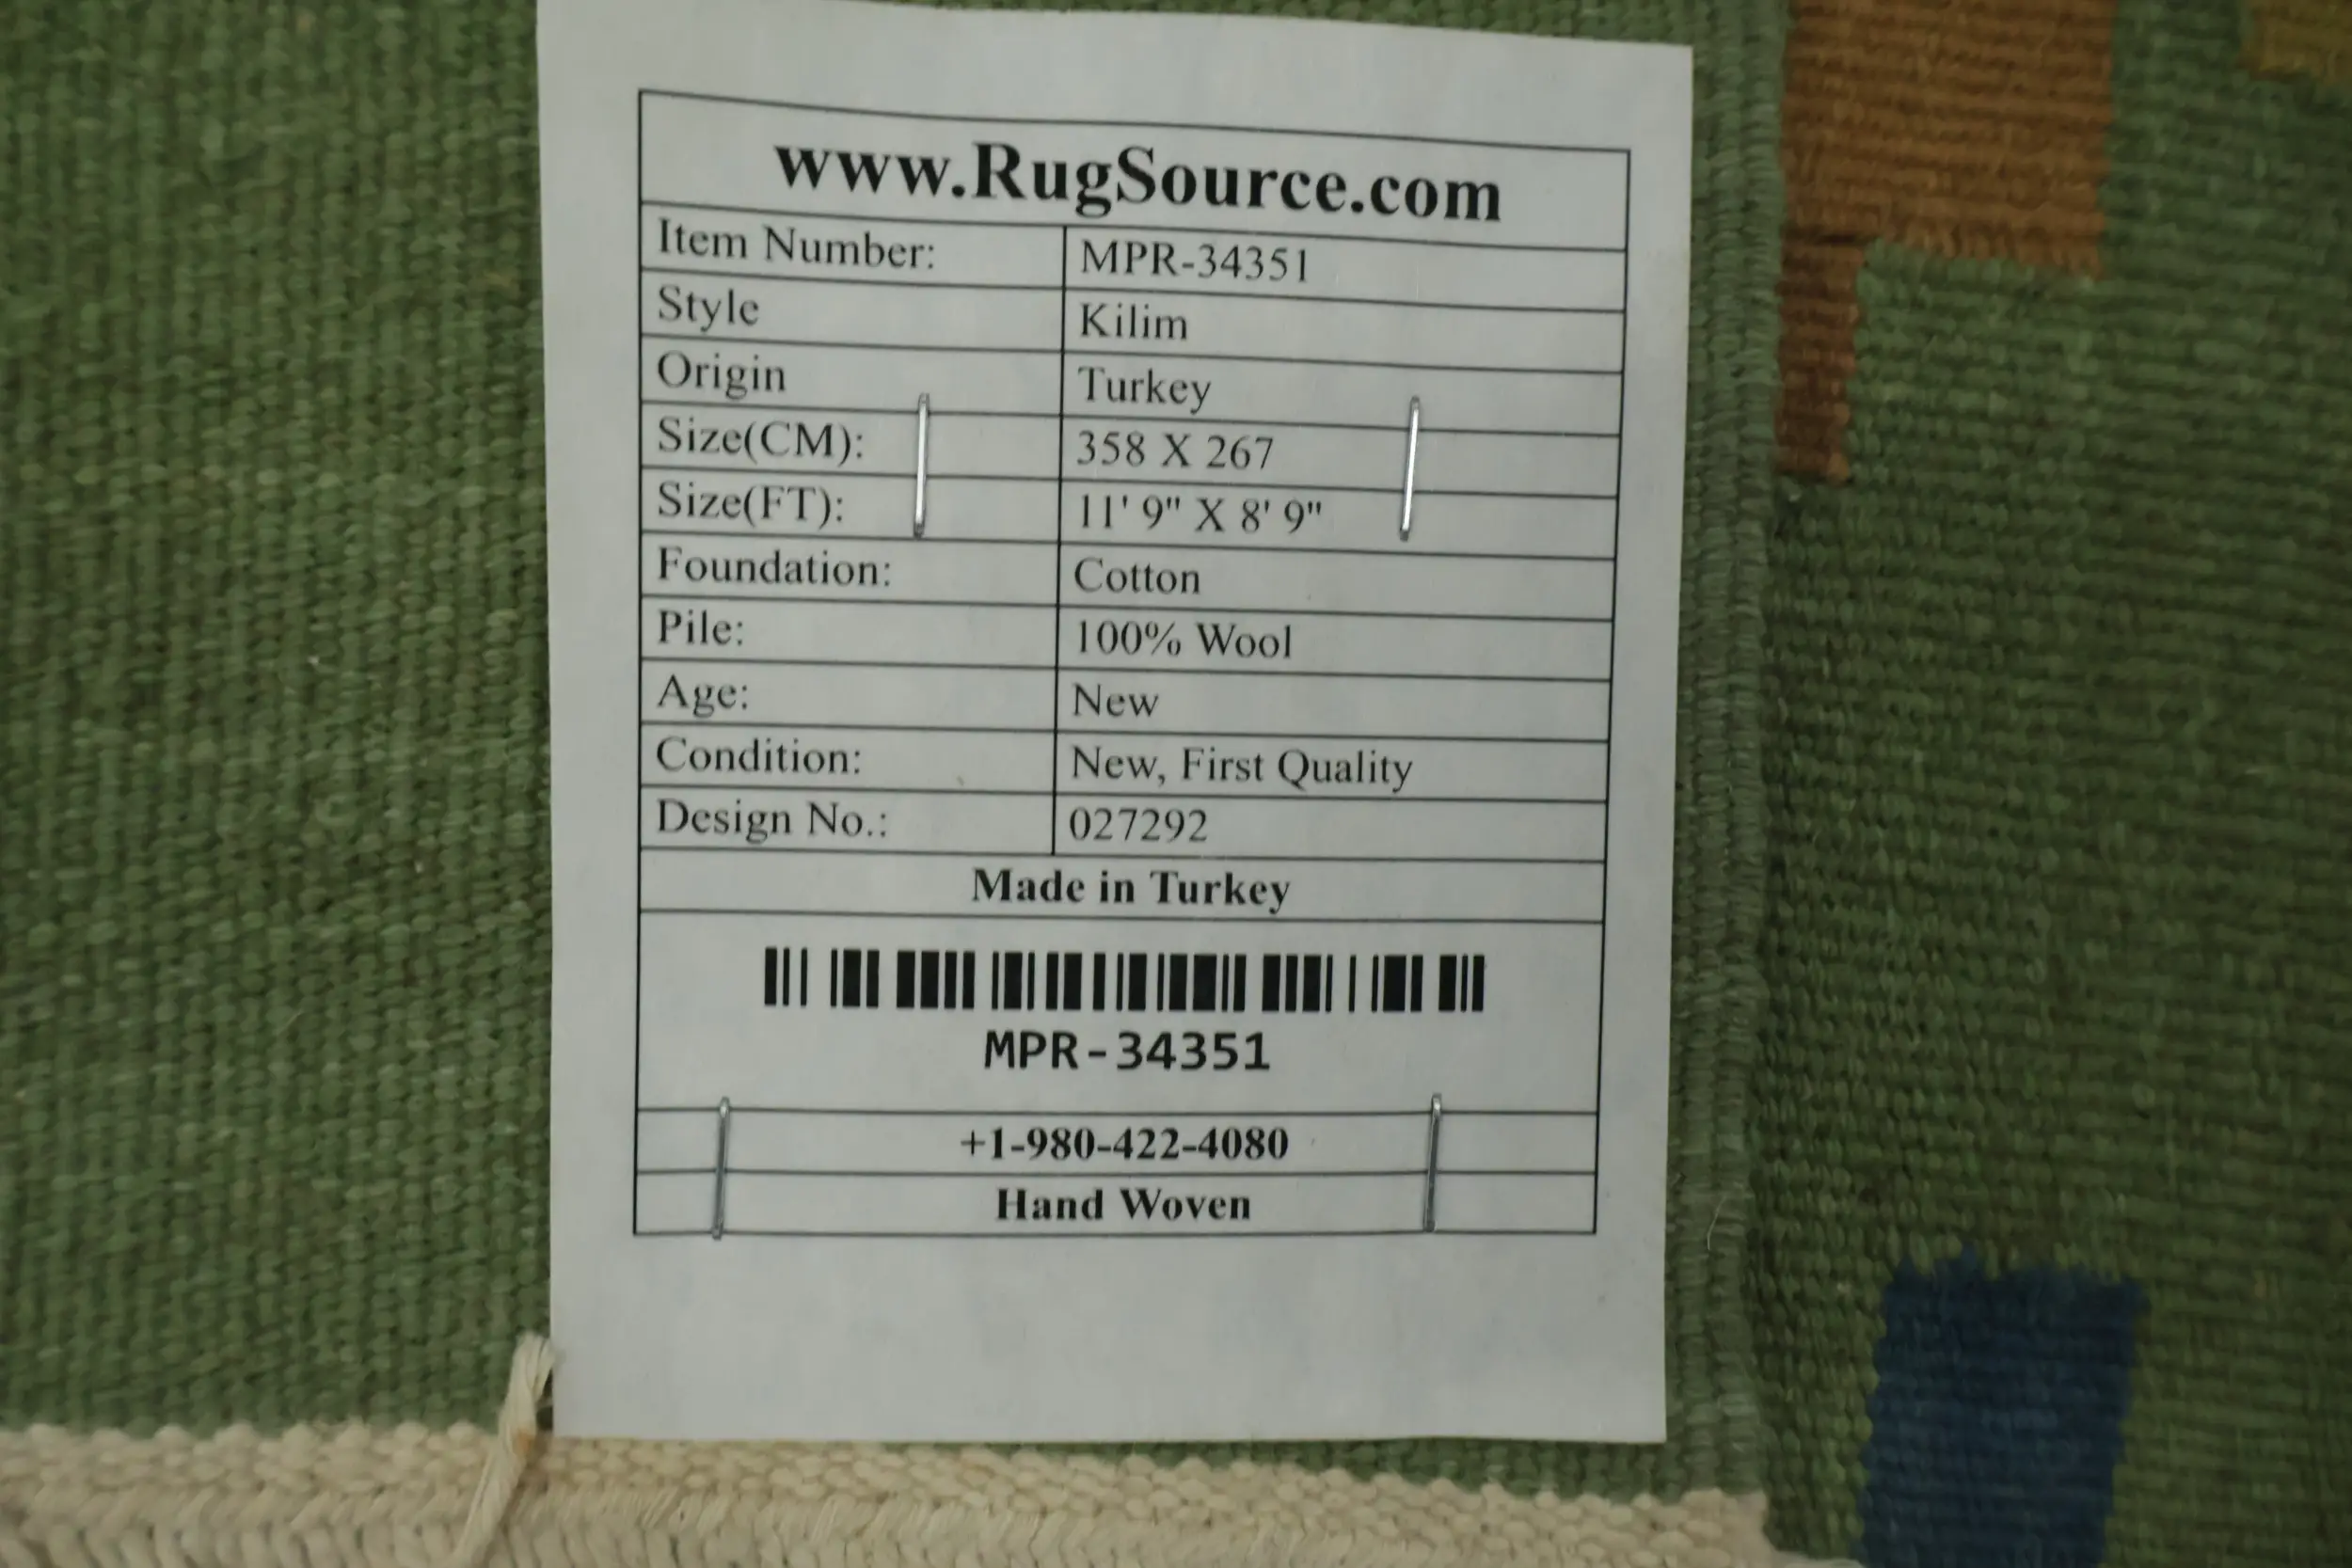 www.RugSource.com
Item Number: MPR-34351
Style Kilim
Origin Turkey
Size(CM): 358 X 267
Size(FT): 11' 9" X 8' 9"
Foundation: Cotton
Pile: 100% Wool
Age: New
Condition: New, First Quality
Design No.: 027292
Made in Turkey
MPR-34351
+1-980-422-4080
Hand Woven